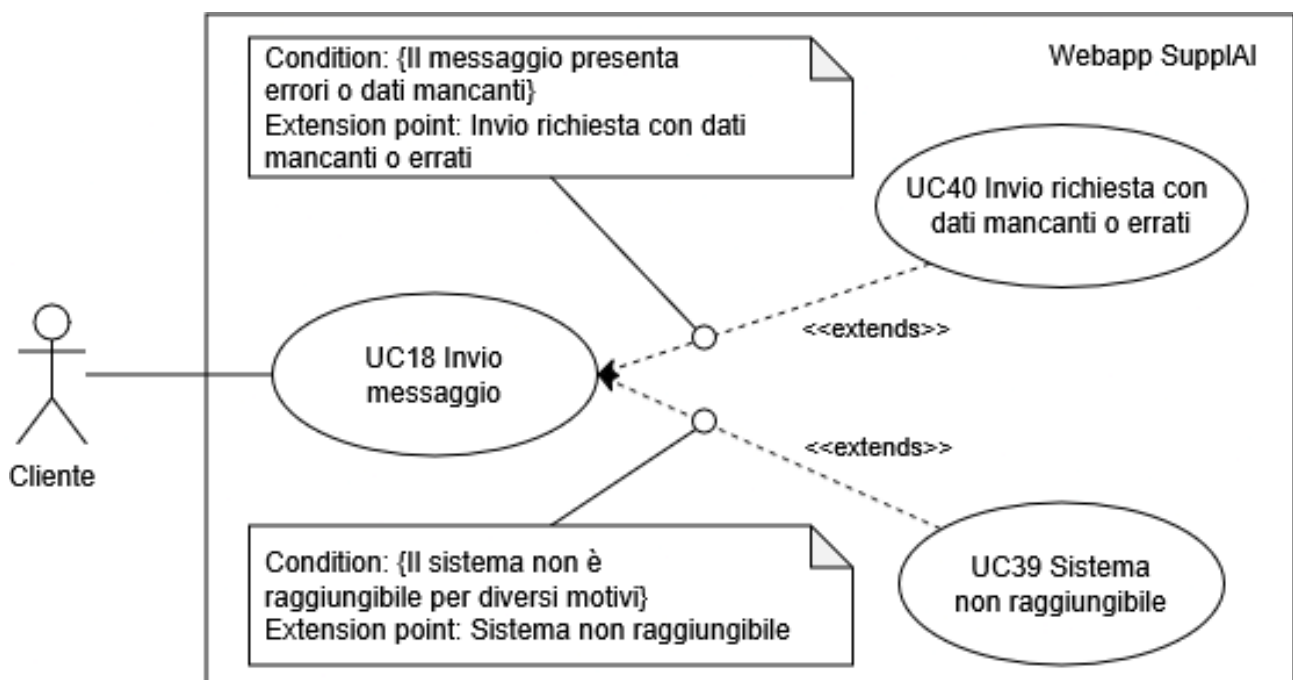 Condition: {Il messaggio presenta
errori o dati mancanti}
Extension point: Invio richiesta con dati
mancanti o errati
Webapp SupplAI
UC40 Invio richiesta con
dati mancanti o errati
<<extends>>
UC18 Invio
messaggio
Cliente
<<extends>>
Condition: {Il sistema non è
raggiungibile per diversi motivi}
Extension point: Sistema non raggiungibile
UC39 Sistema
non raggiungibile